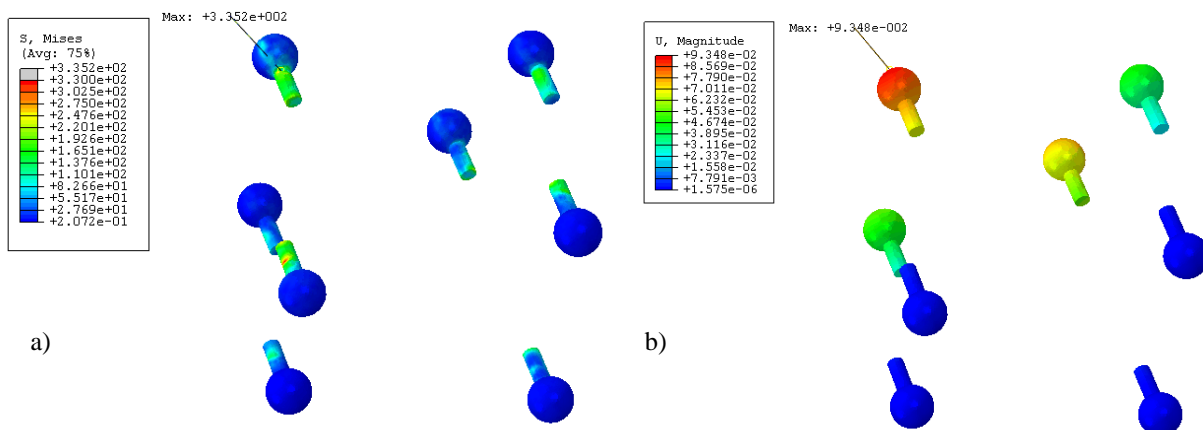 Max: +3.352e+002
S, Mises
(Avg: 75%)
+3.352e+02
+3.300e+02
+3.025e+02
+2.750e+02
+2.476e+02
+2.201e+02
+1.926e+02
+1.651e+02
+1.376e+02
+1.101e+02
+8.266e+01
+5.517e+01
+2.769e+01
+2.072e-01
a)
Max: +9.348e-002
U, Magnitude
+9.348e-02
+8.569e-02
+7.790e-02
+7.011e-02
+6.232e-02
+5.453e-02
+4.674e-02
+3.895e-02
+3.116e-02
+2.337e-02
+1.558e-02
+7.791e-03
+1.575e-06
b)